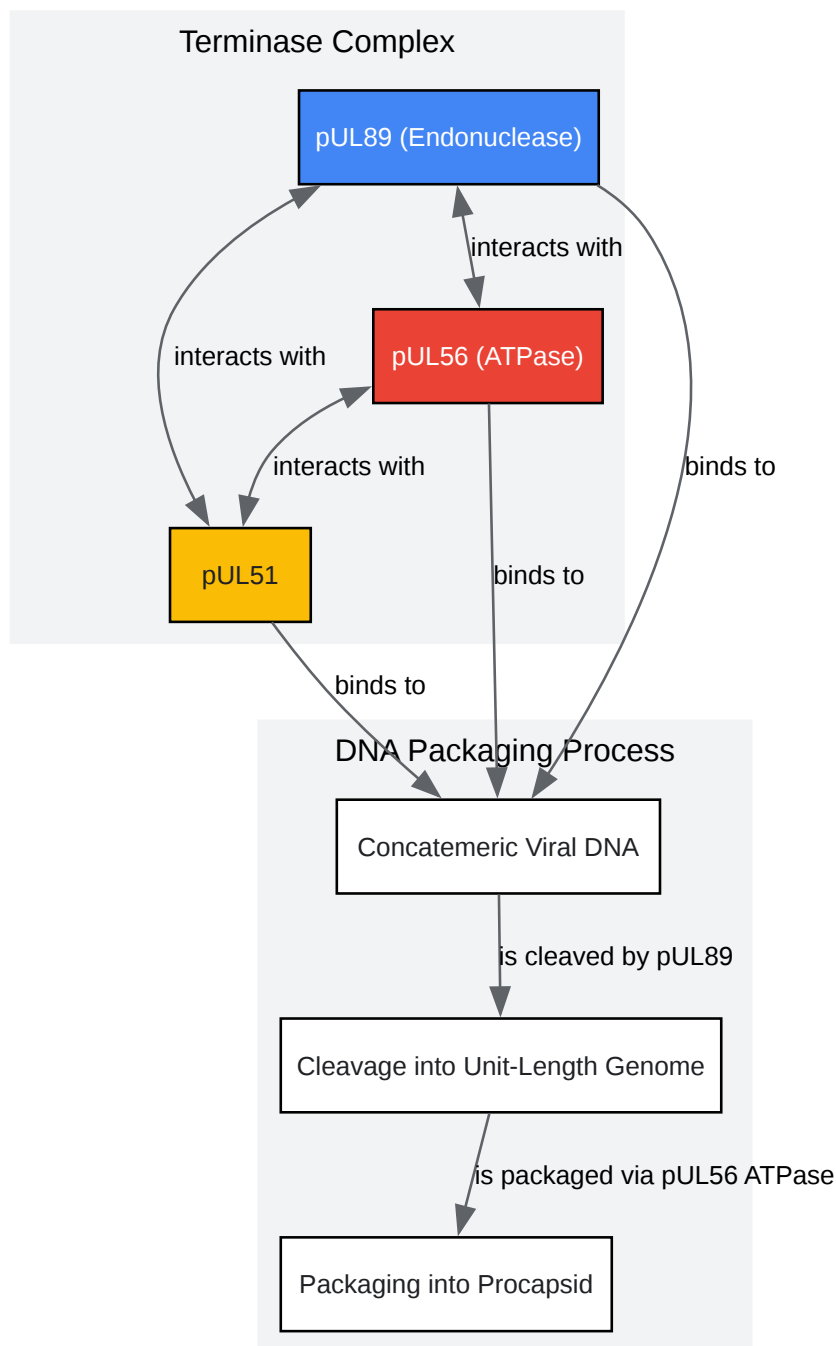 Terminase Complex
pUL89 (Endonuclease)
interacts with
pUL56 (ATPase)
interacts with
interacts with
binds to
pUL51
binds to
binds to
DNA Packaging Process
Concatemeric Viral DNA
is cleaved by pUL89
Cleavage into Unit-Length Genome
is packaged via pUL56 ATPase
Packaging into Procapsid